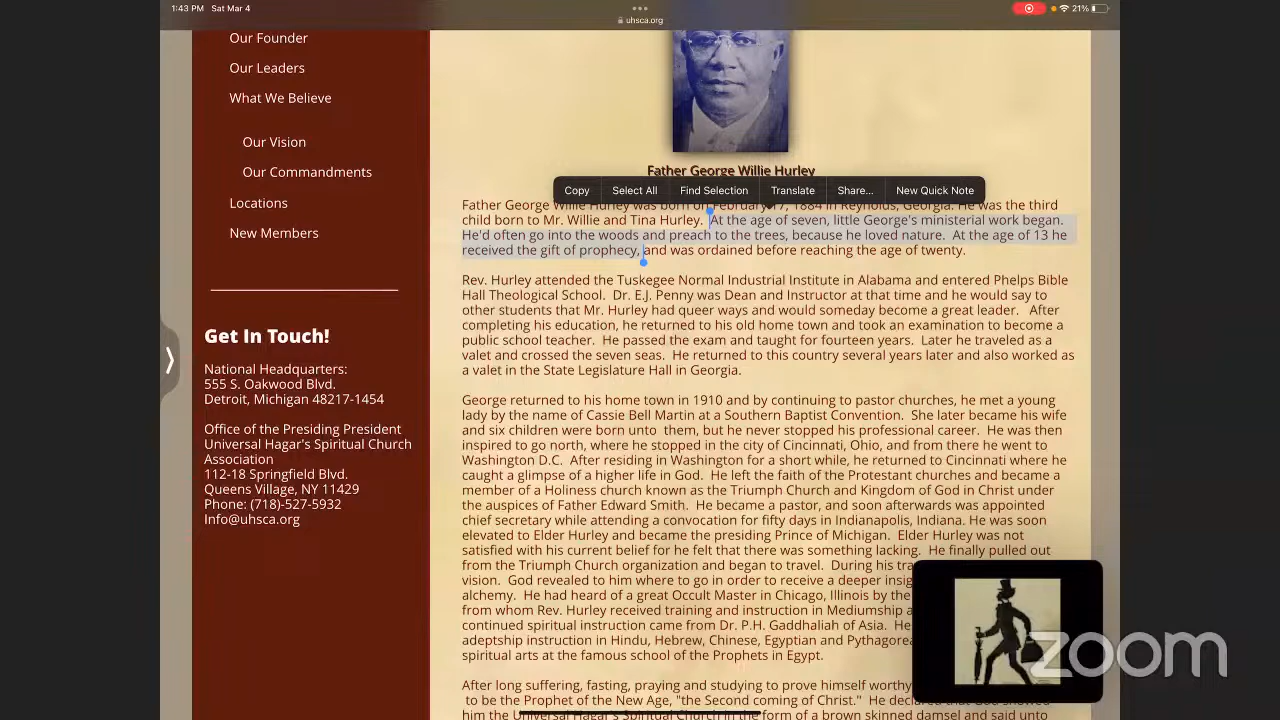 1:43 PM Sat Mar 4
uhsca.org
21%
Our Founder
Our Leaders
What We Believe
Our Vision
Our Commandments
Locations
New Members
Get In Touch!
National Headquarters:
555 S. Oakwood Blvd.
Detroit, Michigan 48217-1454
Office of the Presiding President
Universal Hagar's Spiritual Church
Association
112-18 Springfield Blvd.
Queens Village, NY 11429
Phone: (718)-527-5932
Info@uhsca.org
Father George Willie Hurley
Copy Select All Find Selection Translate Share... New Quick Note
Father George Willie Hurley was born on February 17, 1884 in Reynolds, Georgia. He was the third
child born to Mr. Willie and Tina Hurley. At the age of seven, little George's ministerial work began.
He'd often go into the woods and preach to the trees, because he loved nature. At the age of 13 he
received the gift of prophecy, and was ordained before reaching the age of twenty.
Rev. Hurley attended the Tuskegee Normal Industrial Institute in Alabama and entered Phelps Bible
Hall Theological School. Dr. E.J. Penny was Dean and Instructor at that time and he would say to
other students that Mr. Hurley had queer ways and would someday become a great leader. After
completing his education, he returned to his old home town and took an examination to become a
public school teacher. He passed the exam and taught for fourteen years. Later he traveled as a
valet and crossed the seven seas. He returned to this country several years later and also worked as
a valet in the State Legislature Hall in Georgia.
George returned to his home town in 1910 and by continuing to pastor churches, he met a young
lady by the name of Cassie Bell Martin at a Southern Baptist Convention. She later became his wife
and six children were born unto them, but he never stopped his professional career. He was then
inspired to go north, where he stopped in the city of Cincinnati, Ohio, and from there he went to
Washington D.C. After residing in Washington for a short while, he returned to Cincinnati where he
caught a glimpse of a higher life in God. He left the faith of the Protestant churches and became a
member of a Holiness church known as the Triumph Church and Kingdom of God in Christ under
the auspices of Father Edward Smith. He became a pastor, and soon afterwards was appointed
chief secretary while attending a convocation for fifty days in Indianapolis, Indiana. He was soon
elevated to Elder Hurley and became the presiding Prince of Michigan. Elder Hurley was not
satisfied with his current belief for he felt that there was something lacking. He finally pulled out
from the Triumph Church organization and began to travel. During his
vision. God revealed to him where to go in order to receive a deeper
alchemy. He had heard of a great Occult Master in Chicago, Illinois by the
from whom Rev. Hurley received training and instruction in Mediumship
continued spiritual instruction came from Dr. P.H. Gaddhaliah of Asia. He
adeptship instruction in Hindu, Hebrew, Chinese, Egyptian and
spiritual arts at the famous school of the Prophets in Egypt.
After long suffering, fasting, praying and studying to prove himself worthy
to be the Prophet of the New Age, "the Second coming of Christ." He declared that God showed
him the Universal Hagar's Spiritual Church in the form of a brown skinned damsel and said unto
zoom